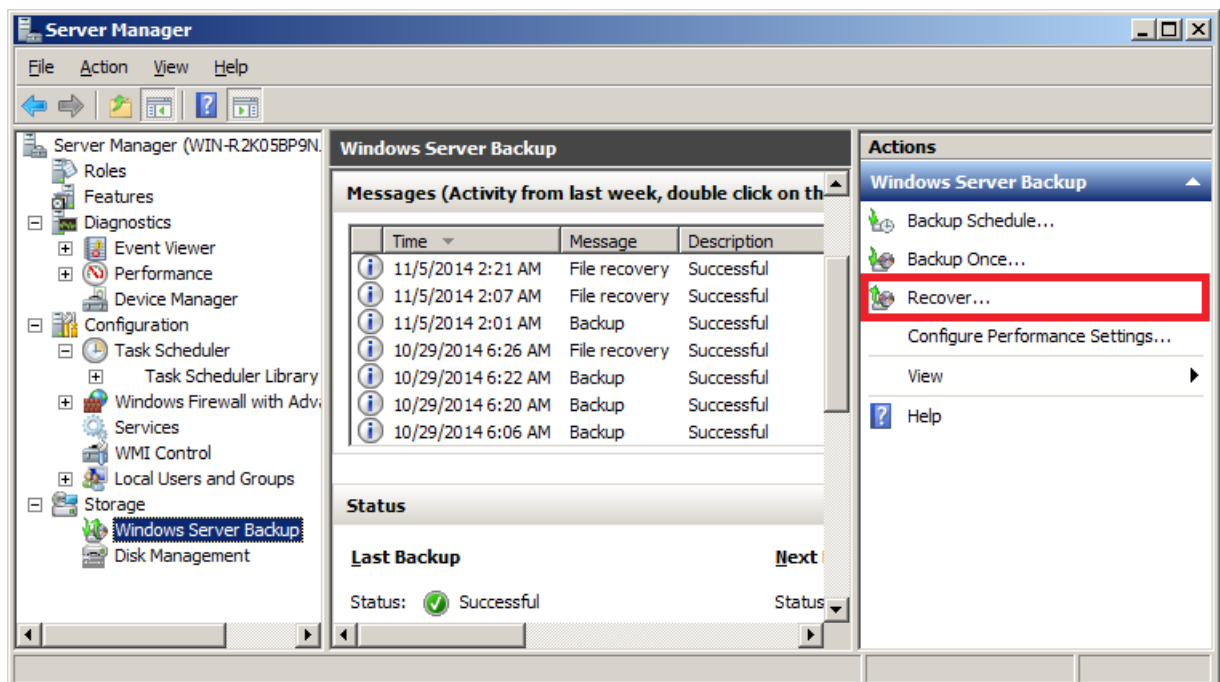 Server Manager
File Action View Help
Server Manager (WIN-R2K05BP9N.
Roles
Features
Diagnostics
Event Viewer
Performance
Device Manager
Configuration
Task Scheduler
Task Scheduler Library
Windows Firewall with Adv
Services
WMI Control
Local Users and Groups
Storage
Windows Server Backup
Disk Management
Windows Server Backup
Messages (Activity from last week, double click on th
Time Message Description
11/5/2014 2:21 AM File recovery Successful
11/5/2014 2:07 AM File recovery Successful
11/5/2014 2:01 AM Backup Successful
10/29/2014 6:26 AM File recovery Successful
10/29/2014 6:22 AM Backup Successful
10/29/2014 6:20 AM Backup Successful
10/29/2014 6:06 AM Backup Successful
Status
Last Backup Next
Status: Successful Status
Actions
Windows Server Backup
Backup Schedule...
Backup Once...
Recover...
Configure Performance Settings...
View
Help